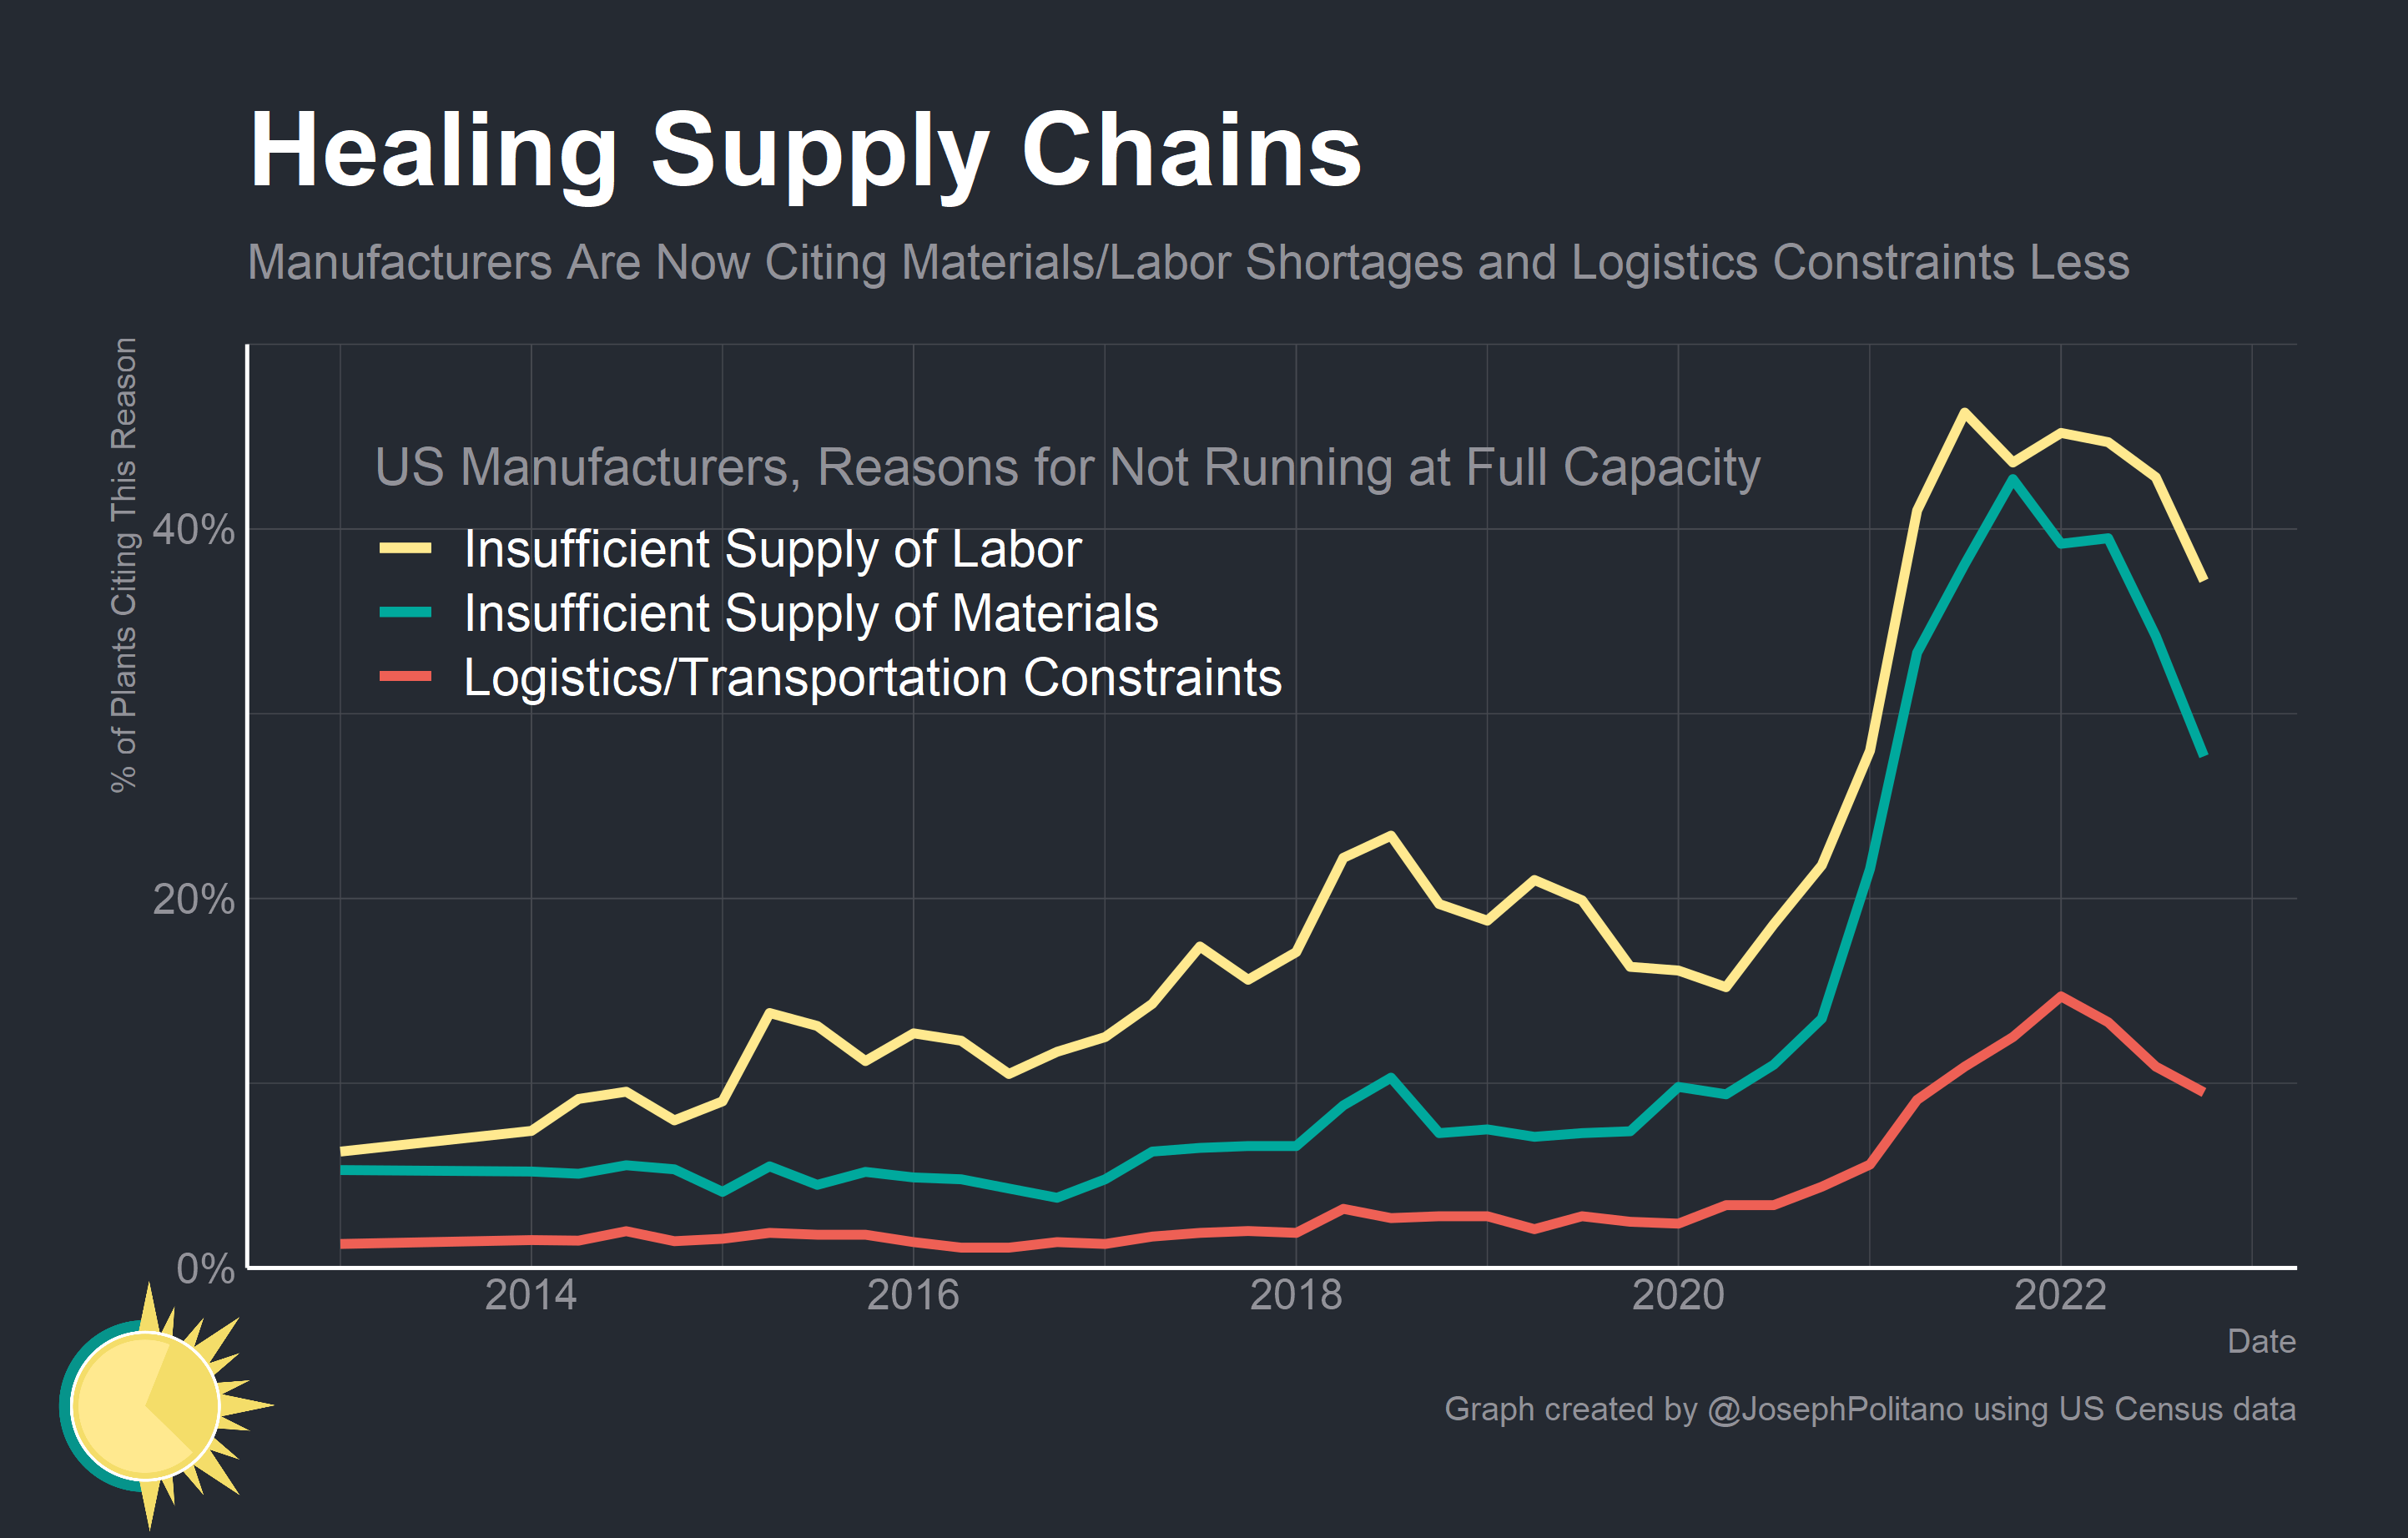 Healing Supply Chains
Manufacturers Are Now Citing Materials/Labor Shortages and Logistics Constraints Less
% of Plants Citing This Reason
US Manufacturers, Reasons for Not Running at Full Capacity
Insufficient Supply of Labor
Insufficient Supply of Materials
Logistics/Transportation Constraints
40%
20%
0%
2014 2016 2018 2020 2022
Date
Graph created by @JosephPolitano using US Census data